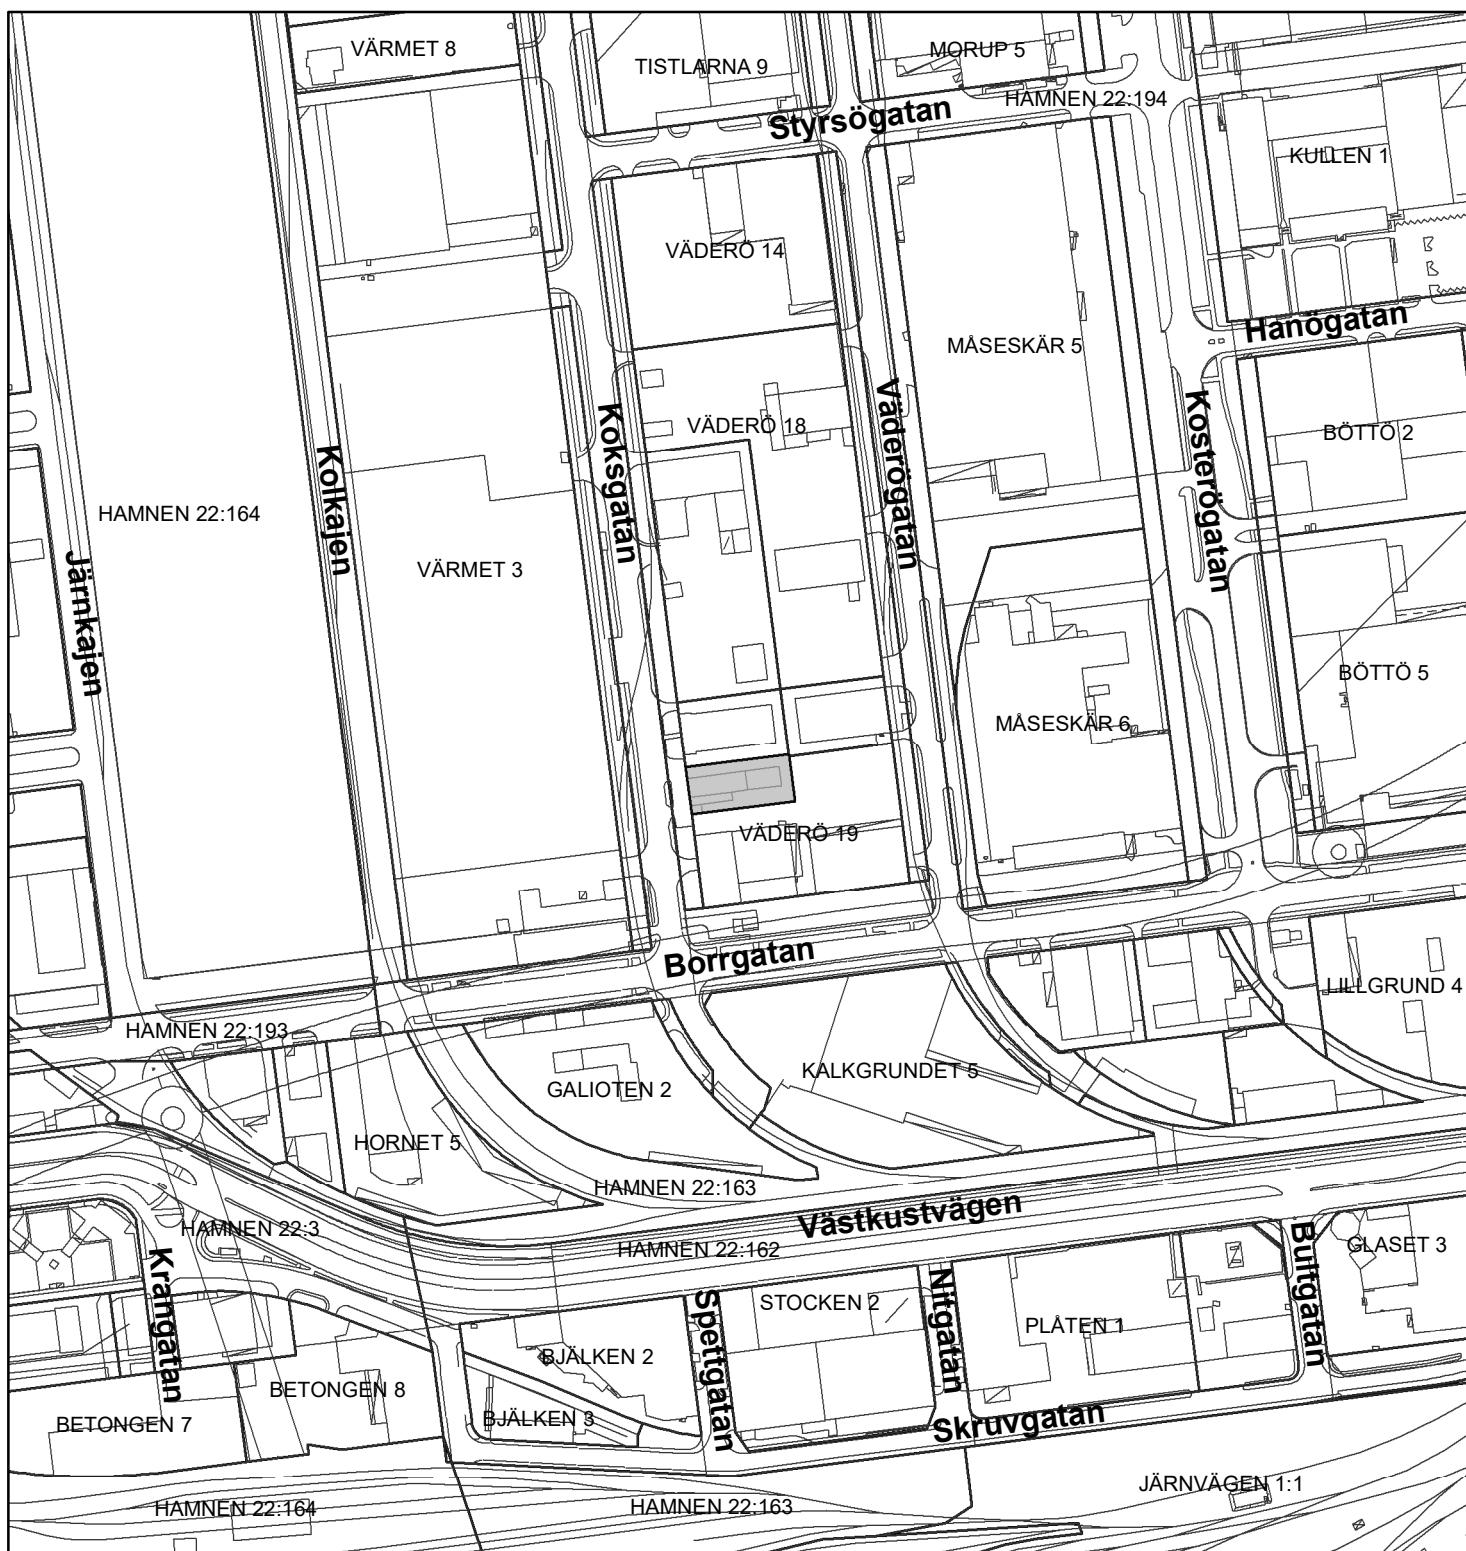 VÄRMET 8
TISTLARNA 9
MORUP 5
HAMNEN 22:194
Styrsögatan
KULLEN 1
VÄDERÖ 14
Hanögatan
MÅSESKÄR 5
VÄDERÖ 18
Väderögatan
Kosterögatan
BÖTTÖ 2
Koksgatan
Kolkajen
HAMNEN 22:164
Järnkajen
VÄRMET 3
BÖTTÖ 5
MÅSESKÄR 6
VÄDERÖ 19
Borrgatan
LILLGRUND 4
HAMNEN 22:193
KALKGRUNDET 5
GALIOTEN 2
HORNET 5
HAMNEN 22:163
Västkustvägen
HAMNEN 22:3
HAMNEN 22:162
GLASET 3
Krangatan
Spettgatan
STOCKEN 2
Nitgatan
PLÅTEN 1
Bultgatan
BJÄLKEN 2
BETONGEN 8
BETONGEN 7
BJÄLKEN 3
Skruvgatan
JÄRNVÄGEN 1:1
HAMNEN 22:164
HAMNEN 22:163